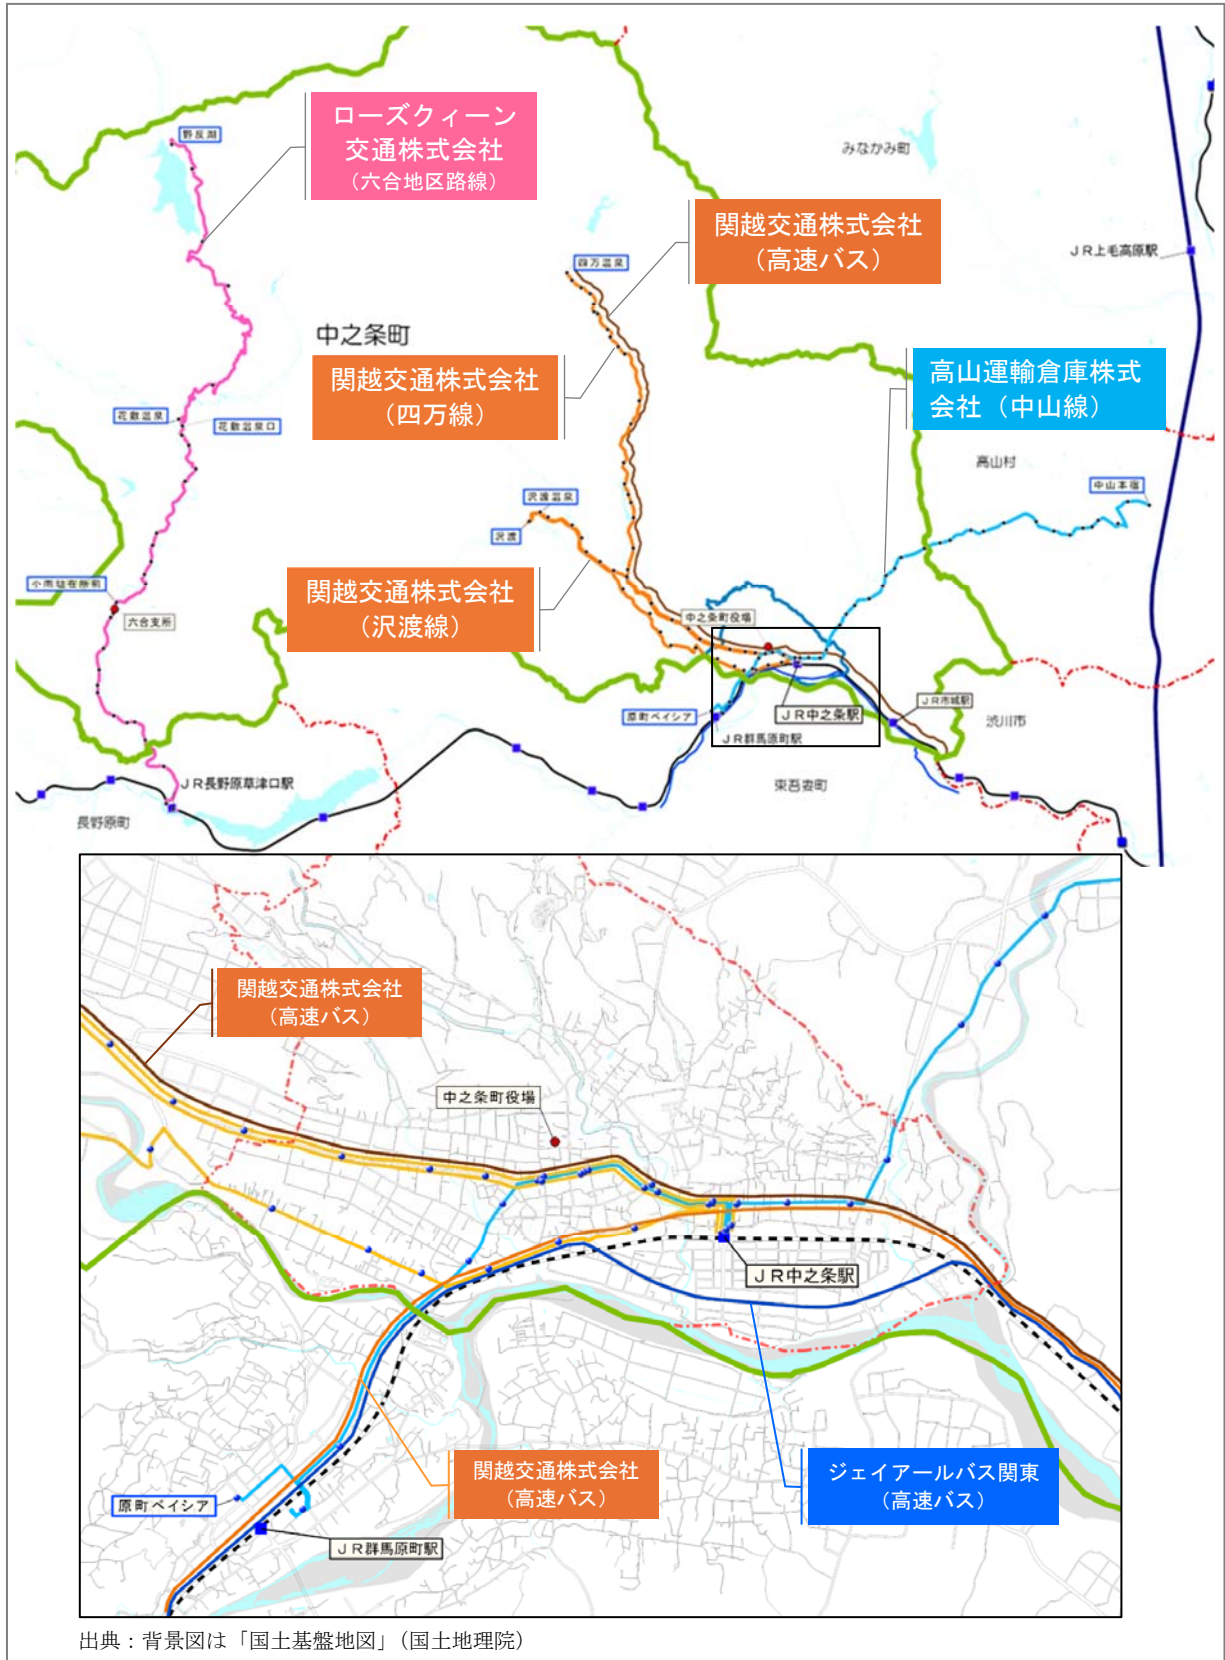 ローズクィーン
交通株式会社
（六合地区路線）
野反湖
みなかみ町
関越交通株式会社
（高速バス）
ＪＲ上毛高原駅
四万温泉
中之条町
関越交通株式会社
（四万線）
高山運輸倉庫株式
会社（中山線）
花敷温泉
花敷温泉口
高山村
中山本宿
沢渡温泉
沢渡
関越交通株式会社
（沢渡線）
小雨駐在所前
六合支所
中之条町役場
原町ベイシア
ＪＲ中之条駅
ＪＲ市城駅
渋川市
ＪＲ群馬原町駅
東吾妻町
ＪＲ長野原草津口駅
長野原町
関越交通株式会社
（高速バス）
中之条町役場
ＪＲ中之条駅
関越交通株式会社
（高速バス）
ジェイアールバス関東
（高速バス）
原町ベイシア
ＪＲ群馬原町駅
出典：背景図は「国土基盤地図」（国土地理院）